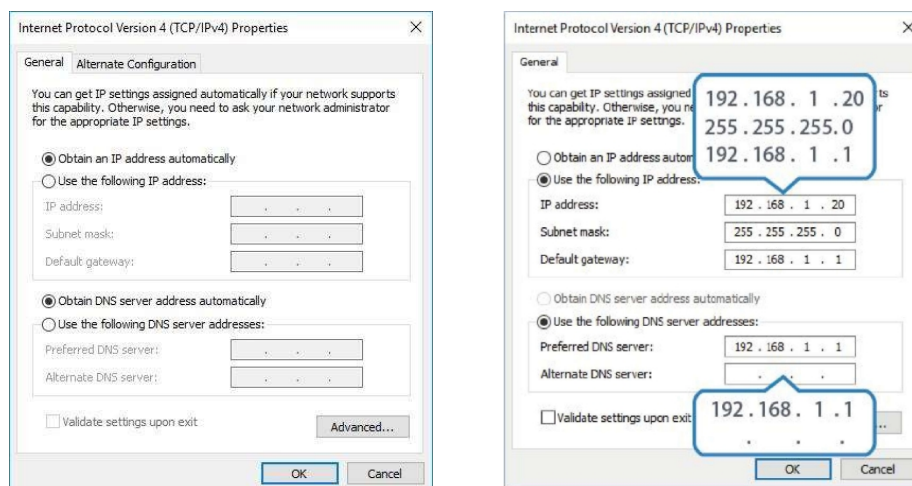 Internet Protocol Version 4 (TCP/IPv4) Properties
General
Alternate Configuration
You can get IP settings assigned automatically if your network supports
this capability. Otherwise, you need to ask your network administrator
for the appropriate IP settings.
Obtain an IP address automatically
Use the following IP address:
IP address:
. . .
Subnet mask:
. . .
Default gateway:
. . .
Obtain DNS server address automatically
Use the following DNS server addresses:
Preferred DNS server:
. . .
Alternate DNS server:
. . .
Validate settings upon exit
Advanced...
OK
Cancel
Internet Protocol Version 4 (TCP/IPv4) Properties
General
You can get IP settings assigned
this capability. Otherwise, you
for the appropriate IP settings.
192.168. 1 .20
255.255.255.0
192.168. 1 .1
Obtain an IP address
Use the following IP address:
IP address:
192 . 168 . 1 . 20
Subnet mask:
255 . 255 . 255 . 0
Default gateway:
192 . 168 . 1 . 1
Obtain DNS server address automatically
Use the following DNS server addresses:
Preferred DNS server:
192 . 168 . 1 . 1
Alternate DNS server:
. . .
Validate settings upon exit
192.168. 1 .1
. . .
OK
Cancel